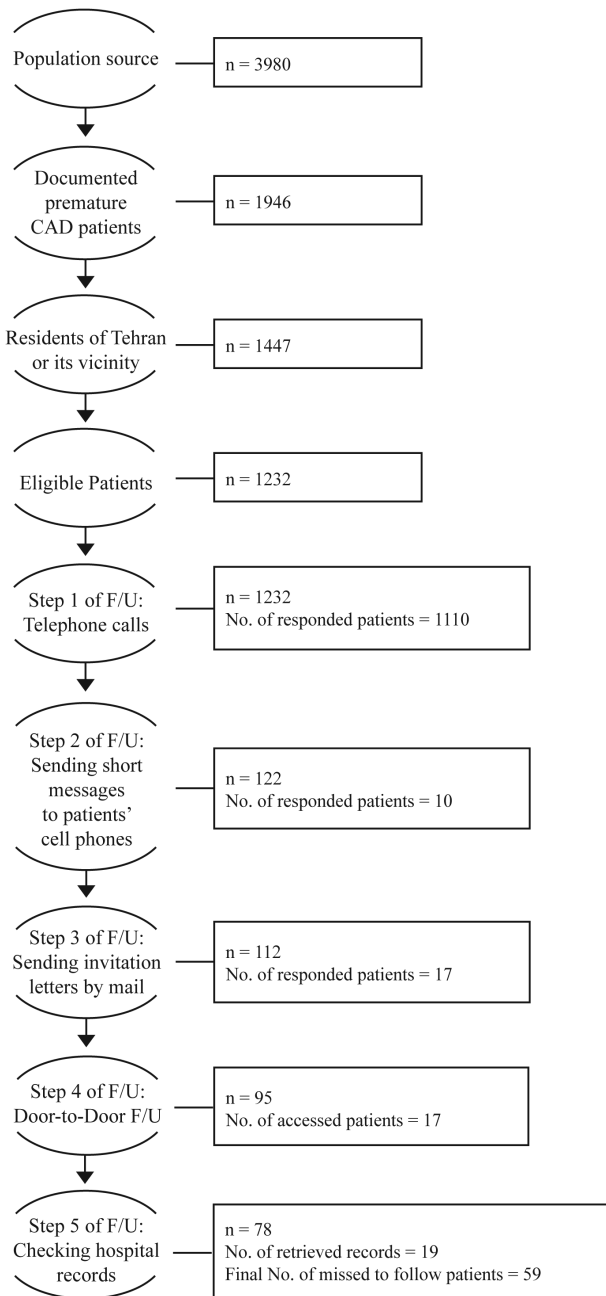 Population source
n = 3980
Documented
premature
CAD patients
n = 1946
Residents of Tehran
or its vicinity
n = 1447
Eligible Patients
n = 1232
Step 1 of F/U:
Telephone calls
n = 1232
No. of responded patients = 1110
Step 2 of F/U:
Sending short
messages
to patients’
cell phones
n = 122
No. of responded patients = 10
Step 3 of F/U:
Sending invitation
letters by mail
n = 112
No. of responded patients = 17
Step 4 of F/U:
Door-to-Door F/U
n = 95
No. of accessed patients = 17
Step 5 of F/U:
Checking hospital
records
n = 78
No. of retrieved records = 19
Final No. of missed to follow patients = 59